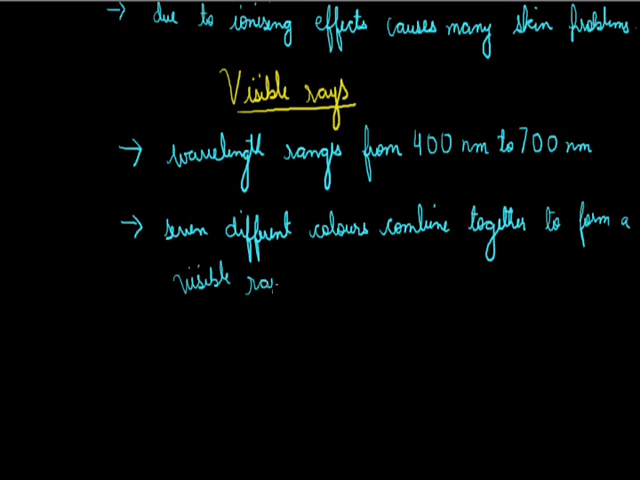 → due to ionising effects causes many skin problems.
Visible rays
→ wavelength ranges from 400 nm to 700 nm
→ seven different colours combine together to form a
visible ra